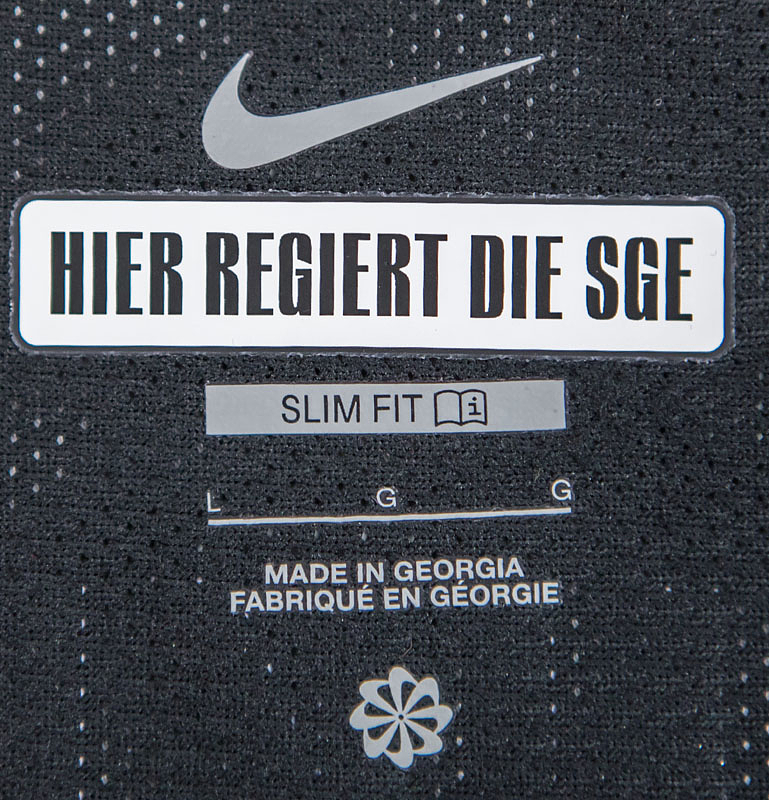 HIER REGIERT DIE SGE
SLIM FIT i
L G G
MADE IN GEORGIA
FABRIQUÉ EN GÉORGIE